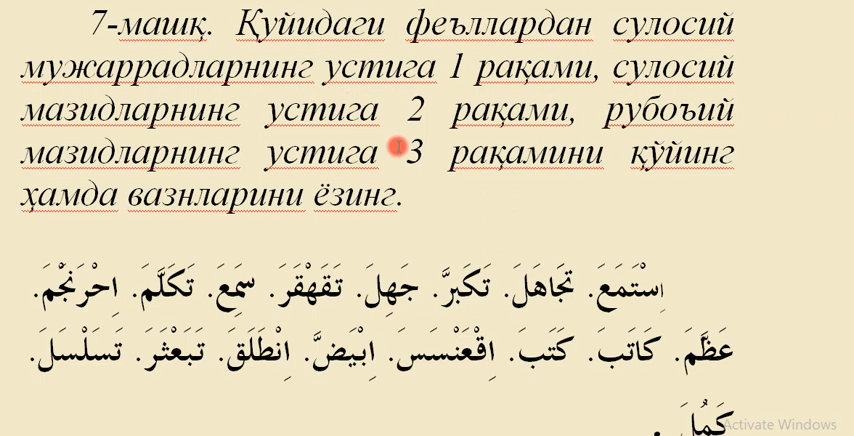 7-машқ. Қуйидаги феъллардан сулосий
мужаррадларнинг устига 1 рақами, сулосий
мазидларнинг устига 2 рақами, рубоъий
мазидларнинг устига 3 рақамини қўйинг
ҳамда вазнларини ёзинг.
اِسْتَمَعَ. تَجَاهَلَ. تَكَبَّرَ. جَهِلَ. تَقَهْقَرَ. سَمِعَ. تَكَلَّمَ. اِحْرَنْجَمَ.
عَظَّمَ. كَاتَبَ. كَتَبَ. اِقْعَنْسَسَ. اِبْيَضَّ. اِنْطَلَقَ. تَبَعْثَرَ. تَسَلْسَلَ.
كَمُلَ.
Activate Windows